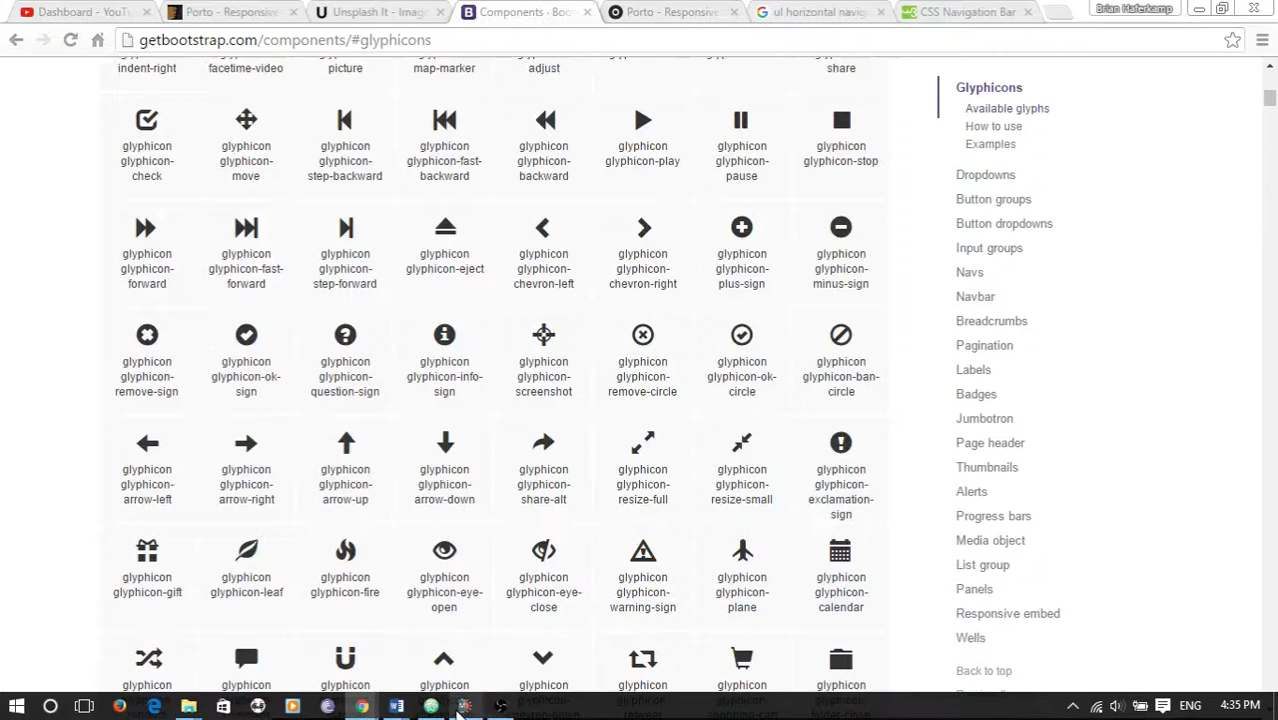 Dashboard - YouTu
Porto - Responsive
Unsplash It - Imag
Components · Boo
Porto - Responsive
ul horizontal navig
CSS Navigation Bar
Brian Haferkamp
getbootstrap.com/components/#glyphicons
indent-right facetime-video picture map-marker adjust share
glyphicon glyphicon glyphicon glyphicon glyphicon glyphicon glyphicon glyphicon
glyphicon- glyphicon- glyphicon- glyphicon-fast- glyphicon- glyphicon-play glyphicon- glyphicon-stop
check move step-backward backward backward pause
glyphicon glyphicon glyphicon glyphicon glyphicon glyphicon glyphicon glyphicon
glyphicon- glyphicon-fast- glyphicon- glyphicon-eject glyphicon- glyphicon- glyphicon- glyphicon-
forward forward step-forward chevron-left chevron-right plus-sign minus-sign
glyphicon glyphicon glyphicon glyphicon glyphicon glyphicon glyphicon glyphicon
glyphicon- glyphicon-ok- glyphicon- glyphicon-info- glyphicon- glyphicon- glyphicon-ok- glyphicon-ban-
remove-sign sign question-sign sign screenshot remove-circle circle circle
glyphicon glyphicon glyphicon glyphicon glyphicon glyphicon glyphicon glyphicon
glyphicon- glyphicon- glyphicon- glyphicon- glyphicon- glyphicon- glyphicon- glyphicon-
arrow-left arrow-right arrow-up arrow-down share-alt resize-full resize-small exclamation-
sign
glyphicon glyphicon glyphicon glyphicon glyphicon glyphicon glyphicon glyphicon
glyphicon-gift glyphicon-leaf glyphicon-fire glyphicon-eye- glyphicon-eye- glyphicon- glyphicon- glyphicon-
open close warning-sign plane calendar
glyphicon glyphicon glyphicon glyphicon glyphicon glyphicon glyphicon glyphicon
Glyphicons
Available glyphs
How to use
Examples
Dropdowns
Button groups
Button dropdowns
Input groups
Navs
Navbar
Breadcrumbs
Pagination
Labels
Badges
Jumbotron
Page header
Thumbnails
Alerts
Progress bars
Media object
List group
Panels
Responsive embed
Wells
Back to top
ENG 4:35 PM